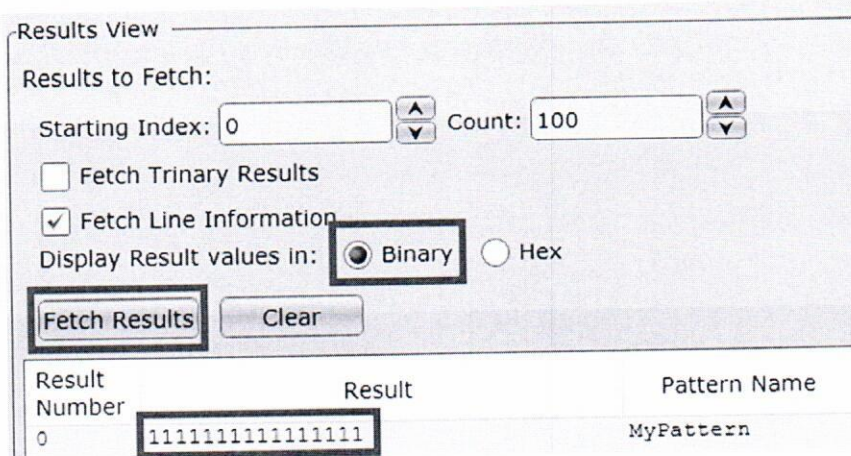 Results View
Results to Fetch:
Starting Index: 0 Count: 100
Fetch Trinary Results
Fetch Line Information
Display Result values in: Binary Hex
Fetch Results Clear
Result Number Result Pattern Name
0 1111111111111111 MyPattern